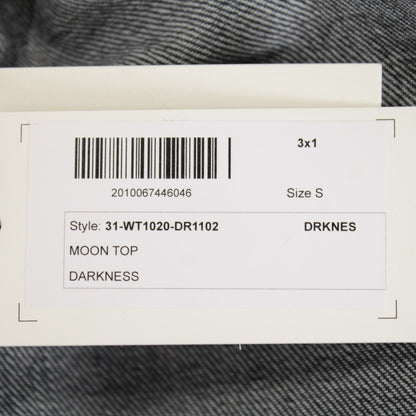 3x1
2010067446046 Size S
Style: 31-WT1020-DR1102 DRKNES
MOON TOP
DARKNESS